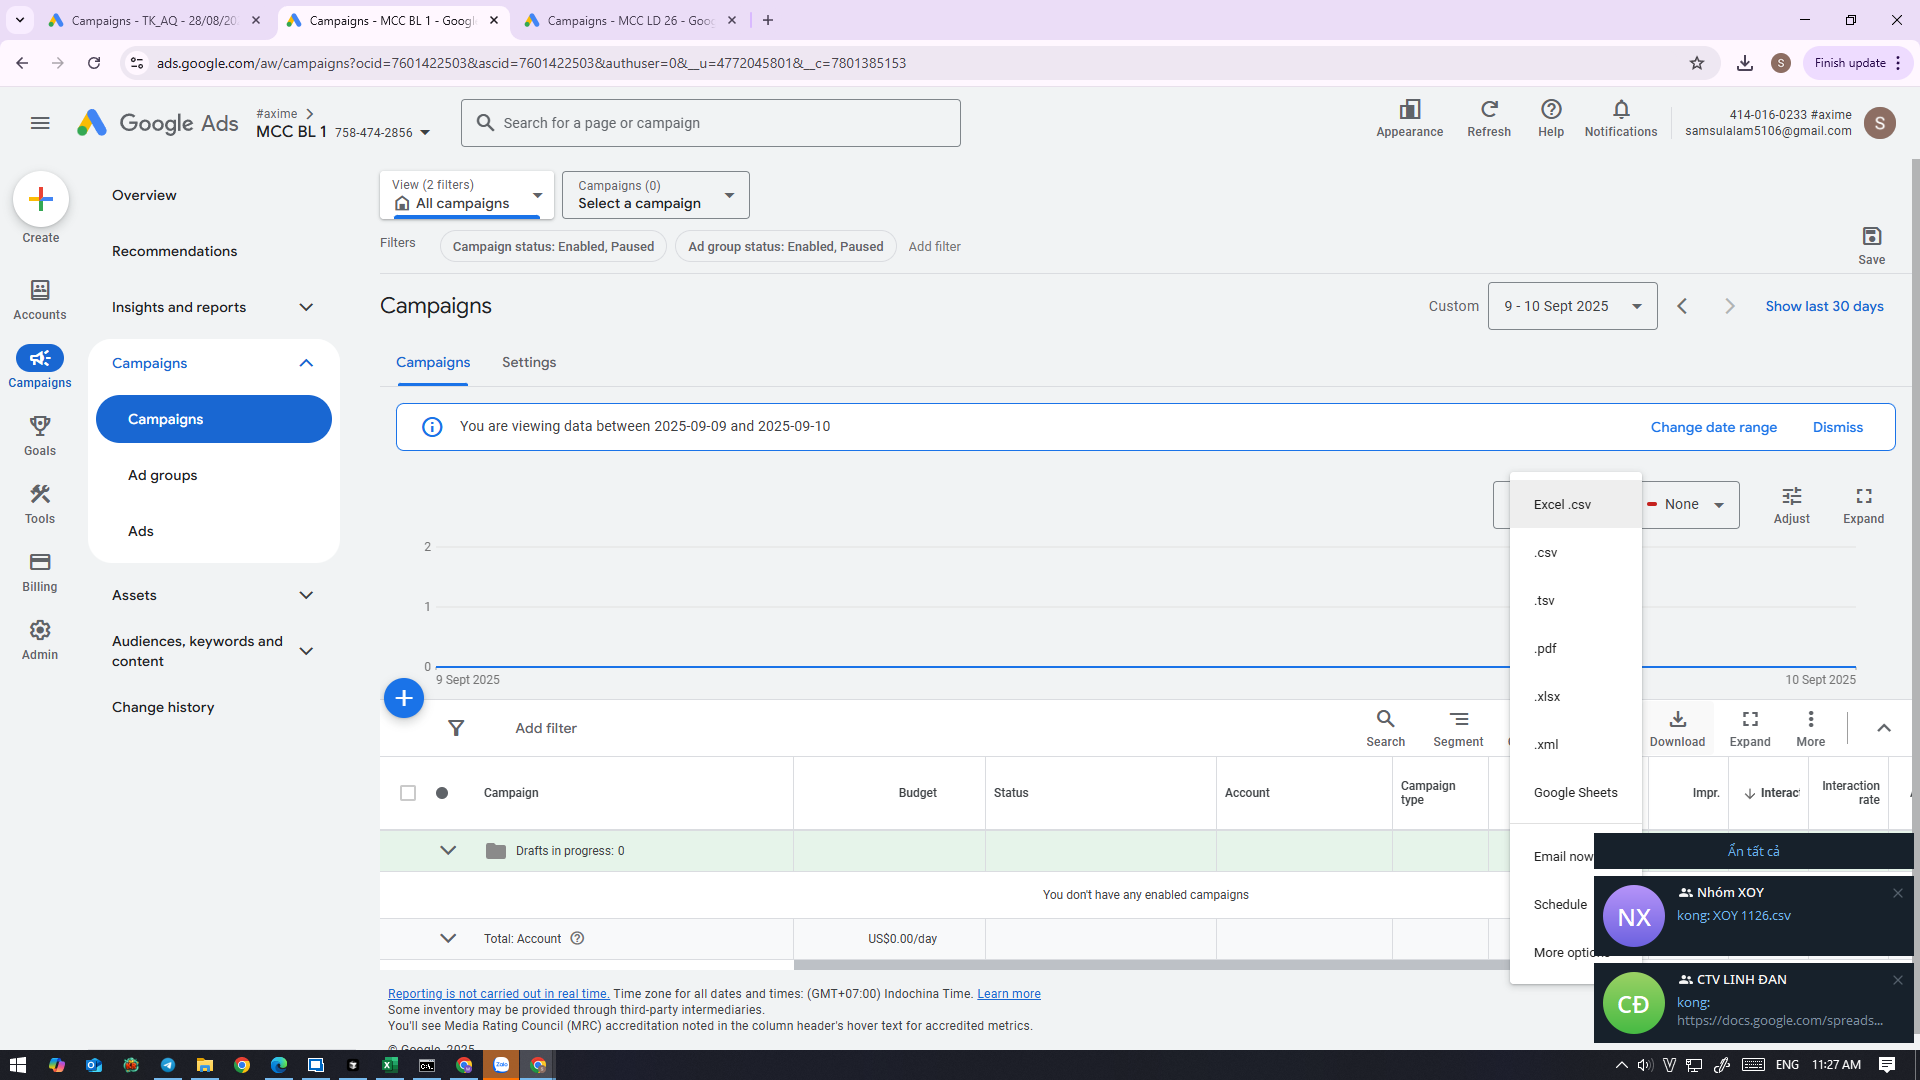 Campaigns - TK_AQ - 28/08/20
Campaigns - MCC BL 1 - Google
Campaigns - MCC LD 26 - Goog
ads.google.com/aw/campaigns?ocid=7601422503&ascid=7601422503&authuser=0&__u=4772045801&__c=7801385153
S
Finish update
Google Ads
#axime
MCC BL 1 758-474-2856
Search for a page or campaign
Appearance
Refresh
Help
Notifications
414-016-0233 #axime
samsulalam5106@gmail.com
S
Create
Accounts
Campaigns
Goals
Tools
Billing
Admin
Overview
Recommendations
Insights and reports
Campaigns
Campaigns
Ad groups
Ads
Assets
Audiences, keywords and
content
Change history
View (2 filters)
All campaigns
Campaigns (0)
Select a campaign
Filters
Campaign status: Enabled, Paused
Ad group status: Enabled, Paused
Add filter
Save
Campaigns
Custom
9 - 10 Sept 2025
Show last 30 days
Campaigns
Settings
You are viewing data between 2025-09-09 and 2025-09-10
Change date range
Dismiss
None
Adjust
Expand
2
1
0
9 Sept 2025
10 Sept 2025
Excel .csv
.csv
.tsv
.pdf
.xlsx
.xml
Google Sheets
Email now
Schedule
More options
Add filter
Search
Segment
Download
Expand
More
Campaign
Budget
Status
Account
Campaign
type
Impr.
Interac
Interaction
rate
Drafts in progress: 0
You don't have any enabled campaigns
Total: Account
US$0.00/day
Reporting is not carried out in real time. Time zone for all dates and times: (GMT+07:00) Indochina Time. Learn more
Some inventory may be provided through third-party intermediaries.
You'll see Media Rating Council (MRC) accreditation noted in the column header's hover text for accredited metrics.
© Google, 2025
Ẩn tất cả
NX
Nhóm XOY
kong: XOY 1126.csv
CĐ
CTV LINH ĐAN
kong:
https://docs.google.com/spreads...
Zalo
ENG
11:27 AM